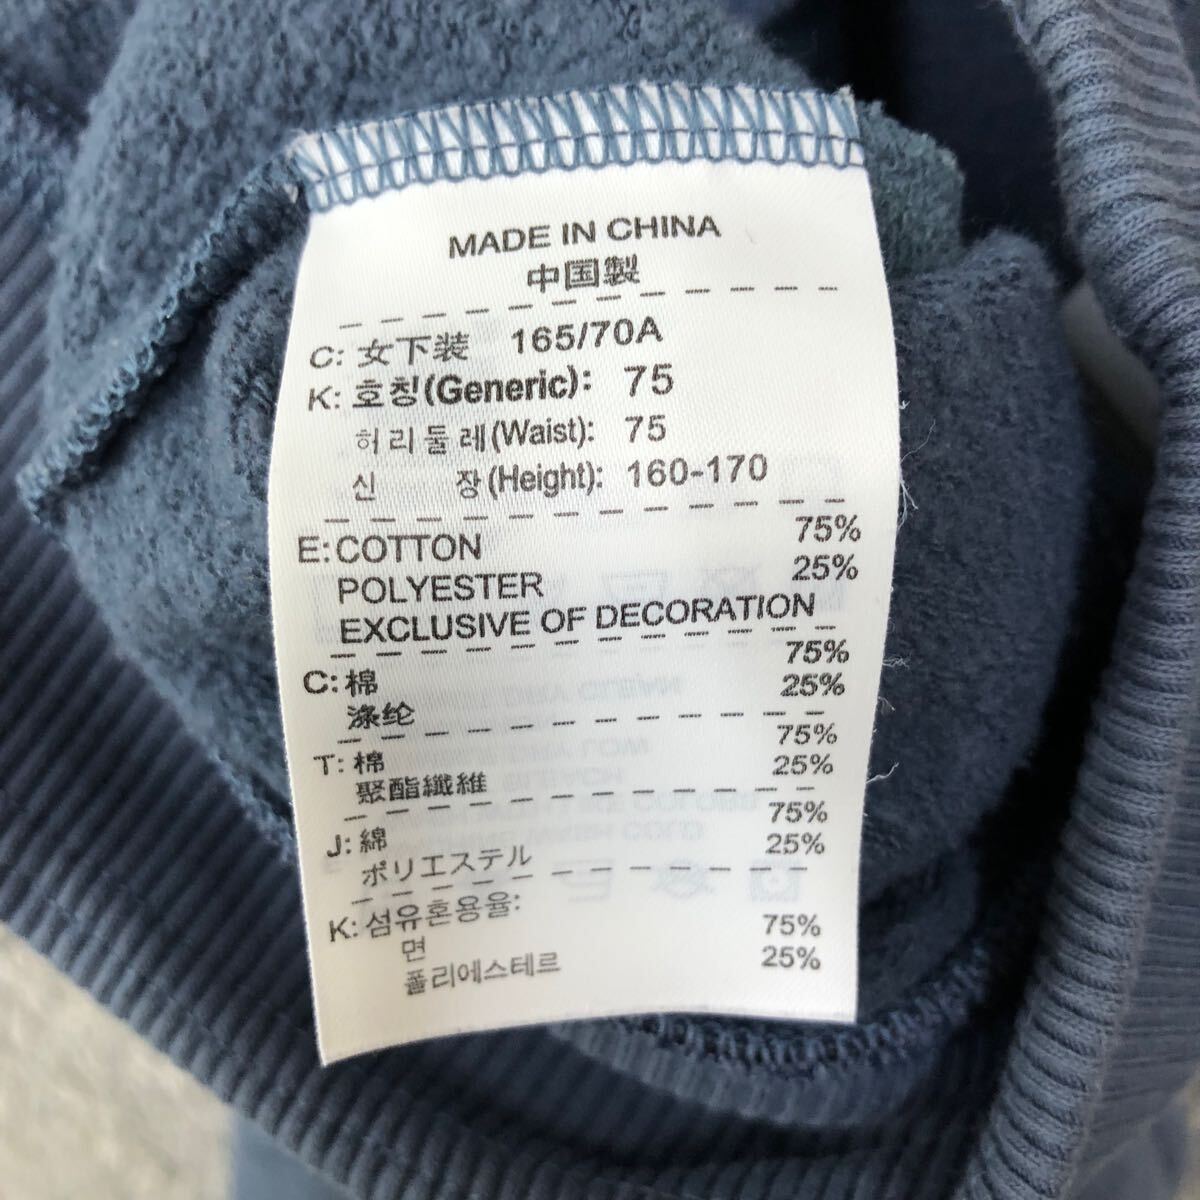 MADE IN CHINA
中国製
C: 女下装 165/70A
K: 호칭(Generic): 75
허리둘레(Waist): 75
신 장(Height): 160-170
E: COTTON 75%
POLYESTER 25%
EXCLUSIVE OF DECORATION
C: 棉 75%
涤纶 25%
T: 棉 75%
聚酯纖維 25%
J: 綿 75%
ポリエステル 25%
K: 섬유혼용율:
면 75%
폴리에스테르 25%